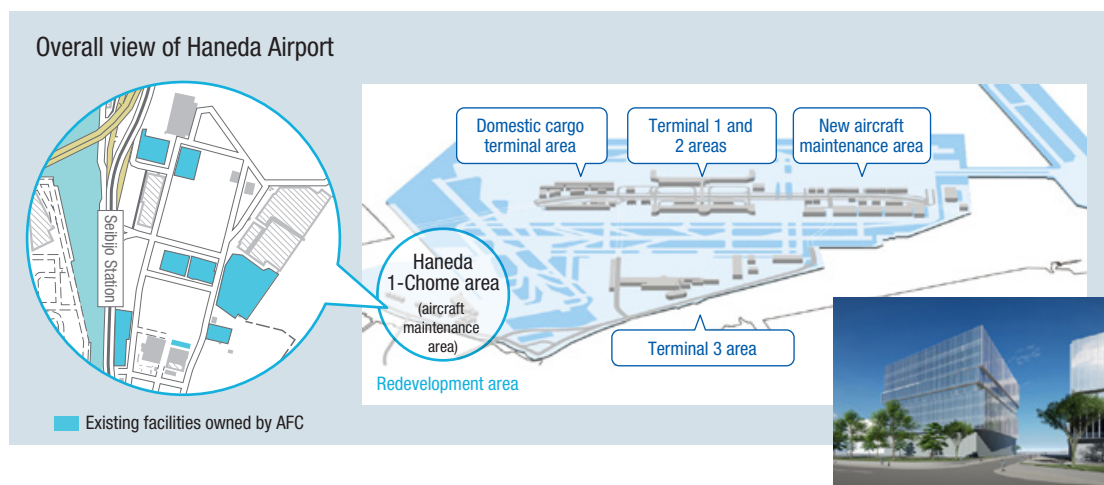 Overall view of Haneda Airport
Seibijo Station
Domestic cargo
terminal area
Terminal 1 and
2 areas
New aircraft
maintenance area
Haneda
1-Chome area
(aircraft
maintenance
area)
Terminal 3 area
Redevelopment area
Existing facilities owned by AFC